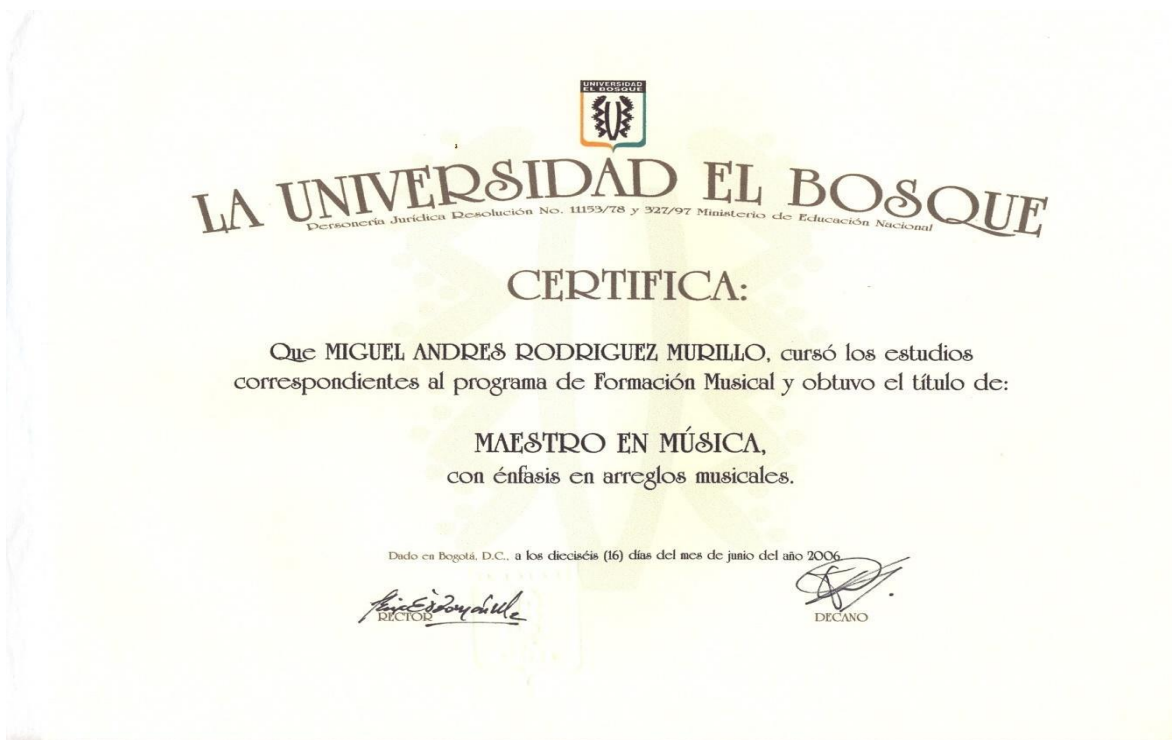 UNIVERSIDAD
EL BOSQUE
LA UNIVERSIDAD EL BOSQUE
Personería Jurídica Resolución No. 11153/78 y 327/97 Ministerio de Educación Nacional
CERTIFICA:
Que MIGUEL ANDRES RODRIGUEZ MURILLO, cursó los estudios
correspondientes al programa de Formación Musical y obtuvo el título de:
MAESTRO EN MÚSICA,
con énfasis en arreglos musicales.
Dado en Bogotá, D.C., a los dieciséis (16) días del mes de junio del año 2006
RECTOR
DECANO